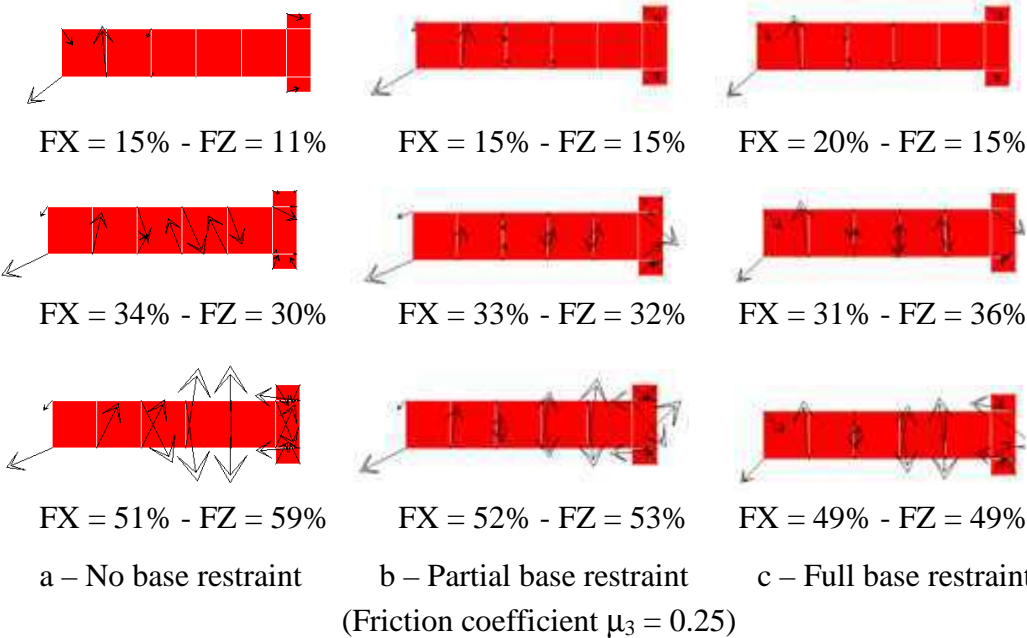 FX = 15% - FZ = 11% FX = 15% - FZ = 15% FX = 20% - FZ = 15%
FX = 34% - FZ = 30% FX = 33% - FZ = 32% FX = 31% - FZ = 36%
FX = 51% - FZ = 59% FX = 52% - FZ = 53% FX = 49% - FZ = 49%
a – No base restraint b – Partial base restraint c – Full base restraint
(Friction coefficient μ₃ = 0.25)